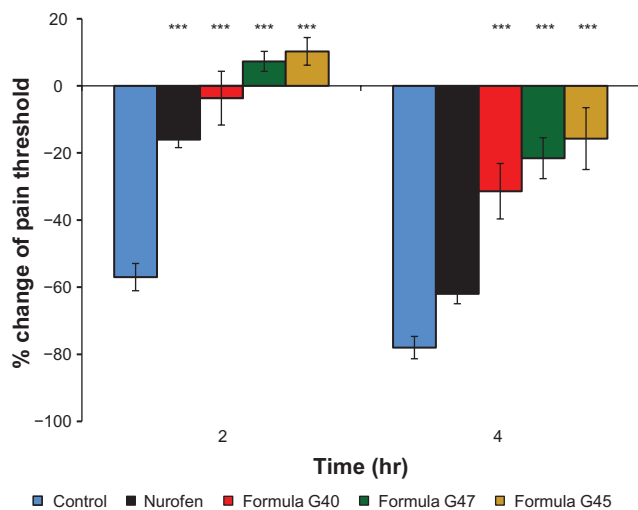 *** *** *** *** *** *** ***
20
0
−20
−40
−60
−80
−100
% change of pain threshold
2 4
Time (hr)
Control Nurofen Formula G40 Formula G47 Formula G45